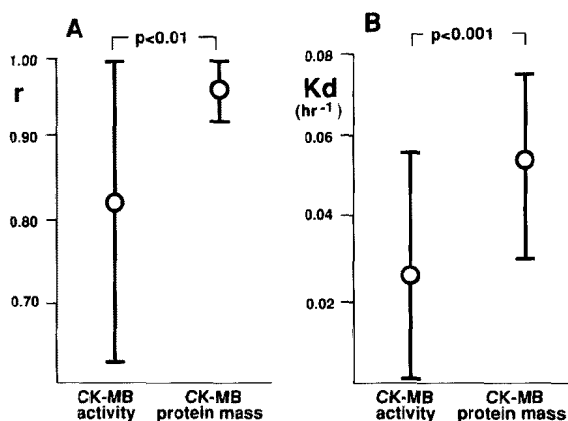 A
p<0.01
r
1.00
0.90
0.80
0.70
CK-MB
activity
CK-MB
protein mass
B
p<0.001
Kd
(hr⁻¹)
0.08
0.06
0.04
0.02
CK-MB
activity
CK-MB
protein mass